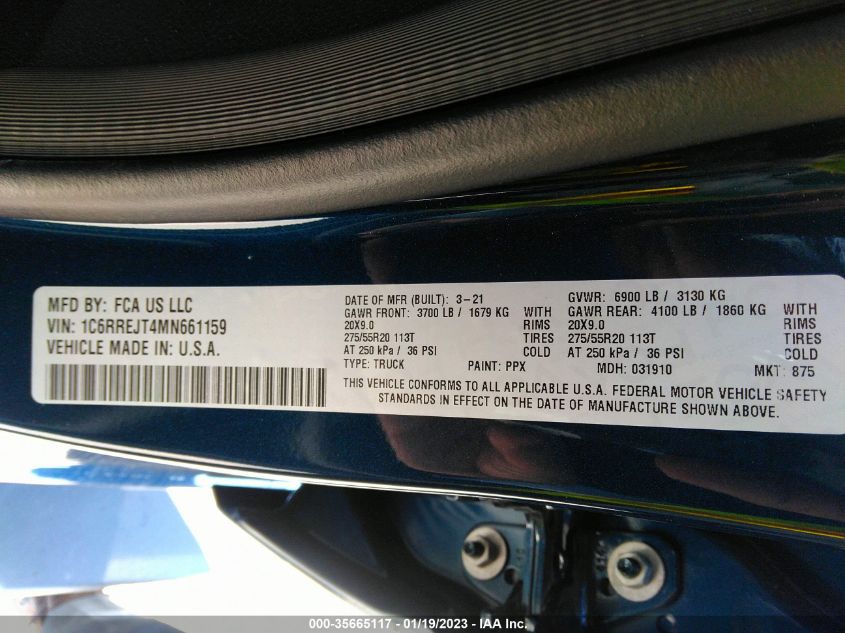 MFD BY: FCA US LLC
VIN: 1C6RREJT4MN661159
VEHICLE MADE IN: U.S.A.
DATE OF MFR (BUILT): 3-21
GAWR FRONT: 3700 LB / 1679 KG WITH
20X9.0 RIMS
275/55R20 113T TIRES
AT 250 kPa / 36 PSI COLD
TYPE: TRUCK PAINT: PPX
GVWR: 6900 LB / 3130 KG
GAWR REAR: 4100 LB / 1860 KG WITH
20X9.0 RIMS
275/55R20 113T TIRES
AT 250 kPa / 36 PSI COLD
MDH: 031910 MKT: 875
THIS VEHICLE CONFORMS TO ALL APPLICABLE U.S.A. FEDERAL MOTOR VEHICLE SAFETY
STANDARDS IN EFFECT ON THE DATE OF MANUFACTURE SHOWN ABOVE.
000-35665117 - 01/19/2023 - IAA Inc.